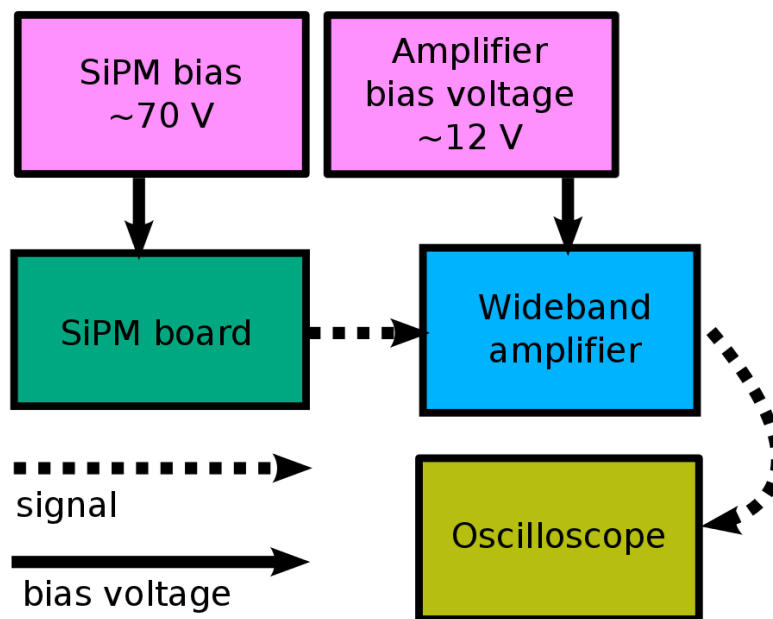 SiPM bias
~70 V
Amplifier
bias voltage
~12 V
SiPM board
Wideband
amplifier
signal
Oscilloscope
bias voltage